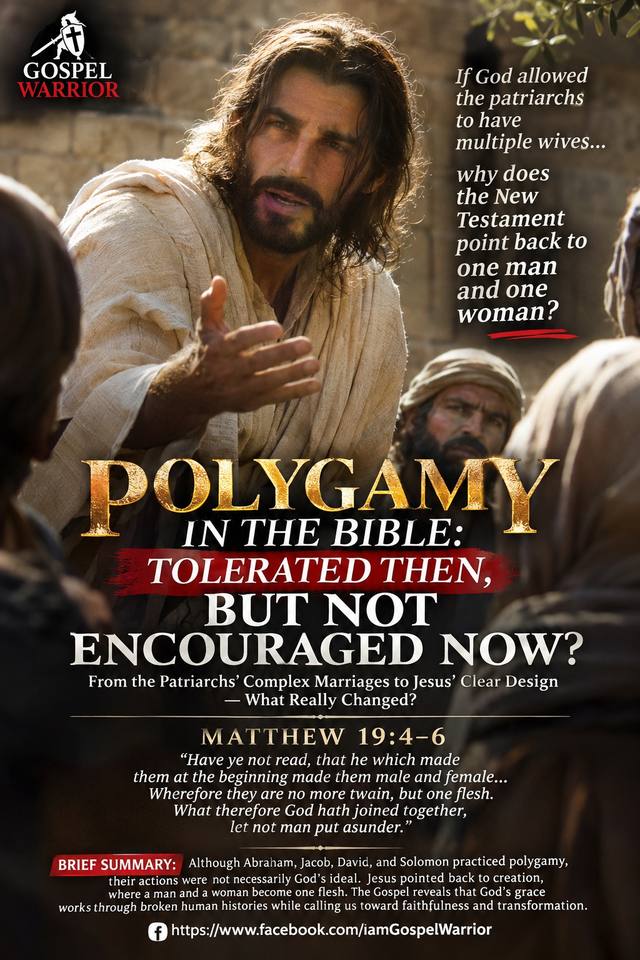 GOSPEL
WARRIOR
If God allowed
the patriarchs
to have
multiple wives...
why does
the New
Testament
point back to
one man
and one
woman?
POLYGAMY
IN THE BIBLE:
TOLERATED THEN,
BUT NOT
ENCOURAGED NOW?
From the Patriarchs' Complex Marriages to Jesus' Clear Design
— What Really Changed?
MATTHEW 19:4–6
"Have ye not read, that he which made
them at the beginning made them male and female...
Wherefore they are no more twain, but one flesh.
What therefore God hath joined together,
let not man put asunder."
BRIEF SUMMARY: Although Abraham, Jacob, David, and Solomon practiced polygamy,
their actions were not necessarily God's ideal. Jesus pointed back to creation,
where a man and a woman become one flesh. The Gospel reveals that God's grace
works through broken human histories while calling us toward faithfulness and transformation.
f https://www.facebook.com/iamGospelWarrior